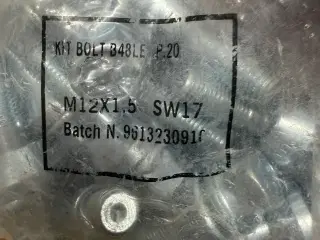 KIT BOLT B48LE P.20
M12X1.5 SW17
Batch N. 9613230910